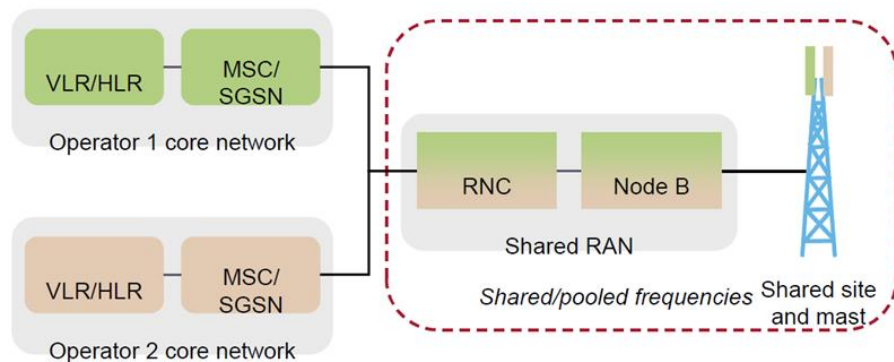 VLR/HLR
MSC/
SGSN
Operator 1 core network
VLR/HLR
MSC/
SGSN
Operator 2 core network
RNC
Node B
Shared RAN
Shared/pooled frequencies
Shared site
and mast